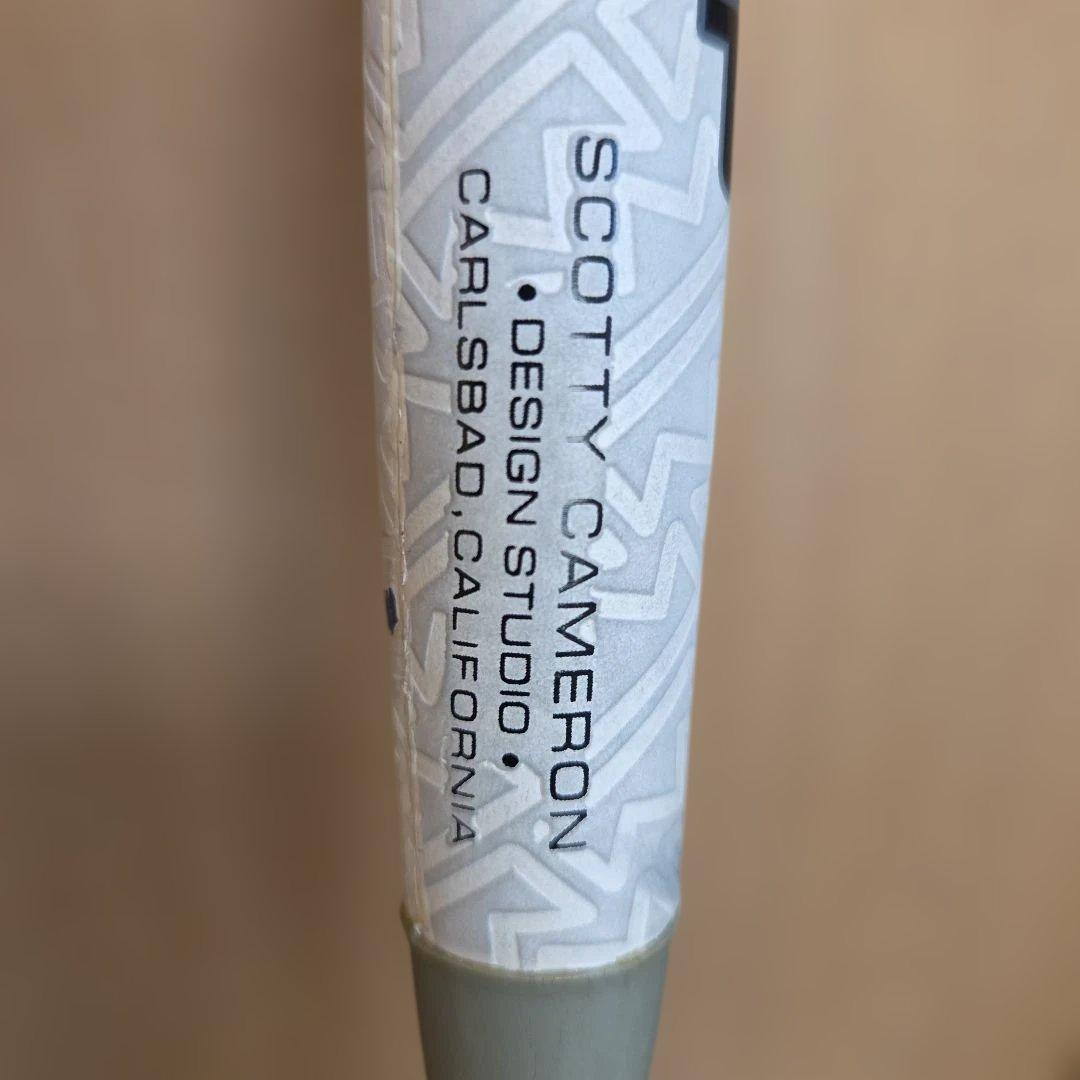 SCOTTY CAMERON
• DESIGN STUDIO •
CARLSBAD, CALIFORNIA